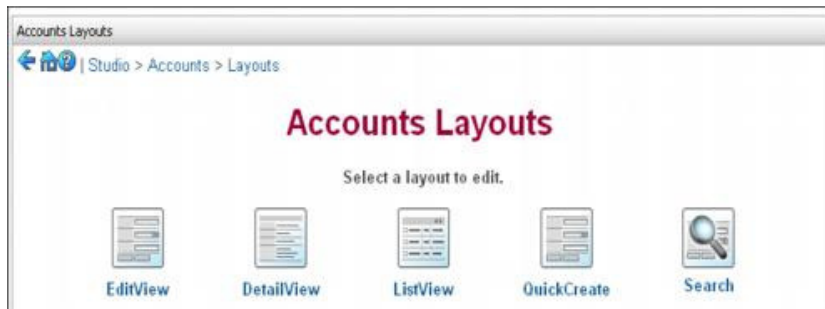 Accounts Layouts
| Studio > Accounts > Layouts
Accounts Layouts
Select a layout to edit.
EditView DetailView ListView QuickCreate Search